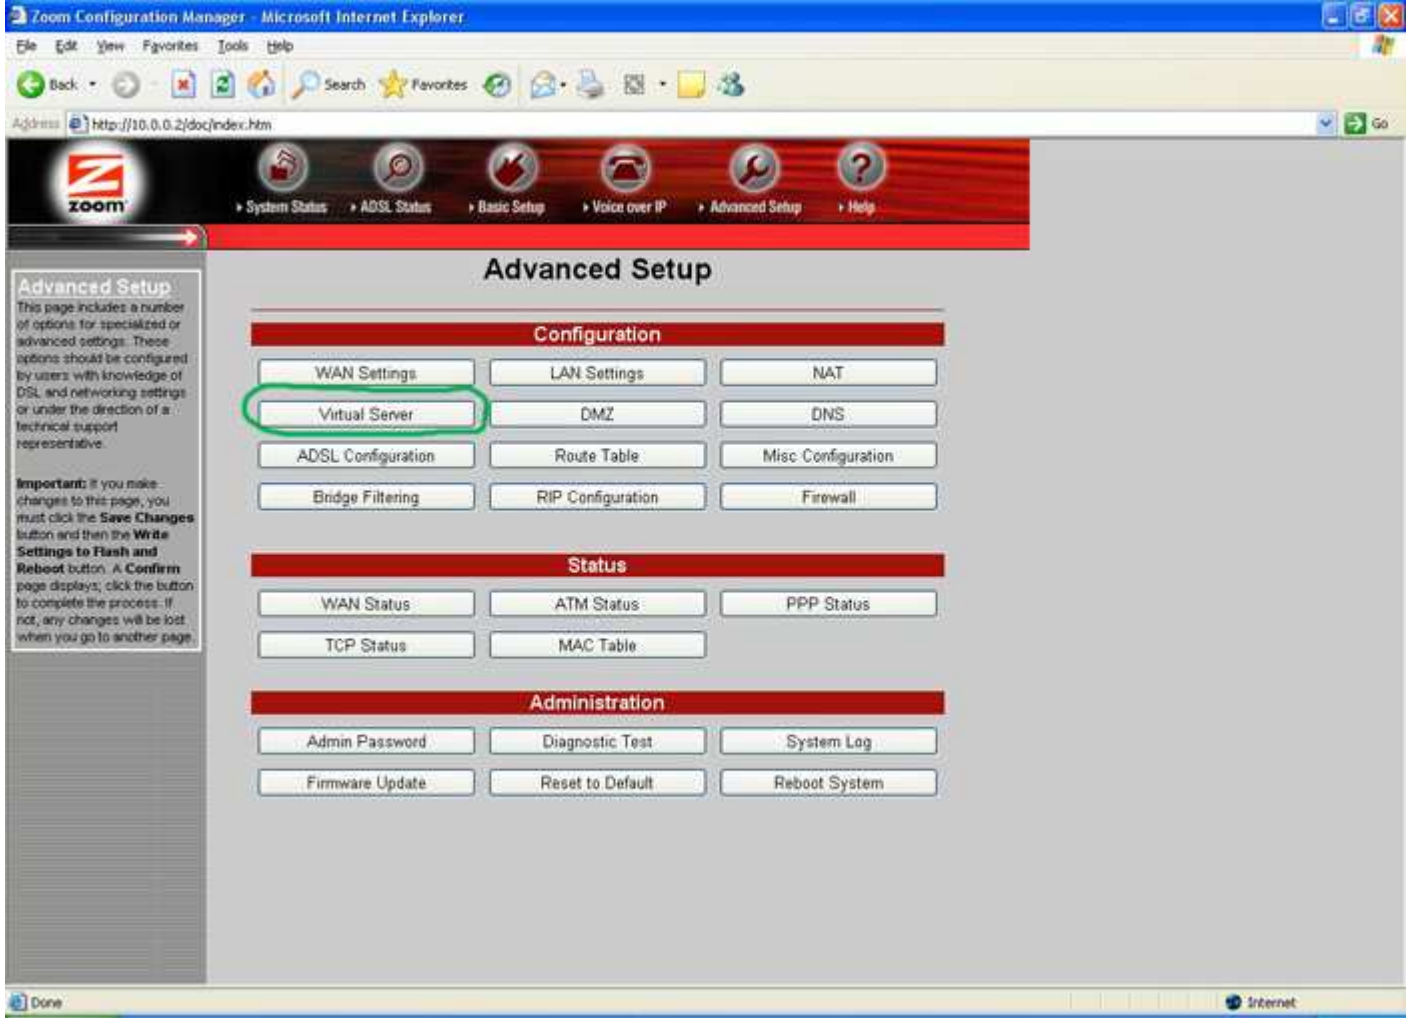 Zoom Configuration Manager - Microsoft Internet Explorer
File Edit View Favorites Tools Help
Back Search Favorites
Address http://10.0.0.2/doc/index.htm Go
zoom
System Status ADSL Status Basic Setup Voice over IP Advanced Setup Help
Advanced Setup
Advanced Setup
This page includes a number
of options for specialized or
advanced settings. These
options should be configured
by users with knowledge of
DSL and networking settings
or under the direction of a
technical support
representative.
Important: If you make
changes to this page, you
must click the Save Changes
button and then the Write
Settings to Flash and
Reboot button. A Confirm
page displays; click the button
to complete the process. If
not, any changes will be lost
when you go to another page.
Configuration
WAN Settings LAN Settings NAT
Virtual Server DMZ DNS
ADSL Configuration Route Table Misc Configuration
Bridge Filtering RIP Configuration Firewall
Status
WAN Status ATM Status PPP Status
TCP Status MAC Table
Administration
Admin Password Diagnostic Test System Log
Firmware Update Reset to Default Reboot System
Done Internet